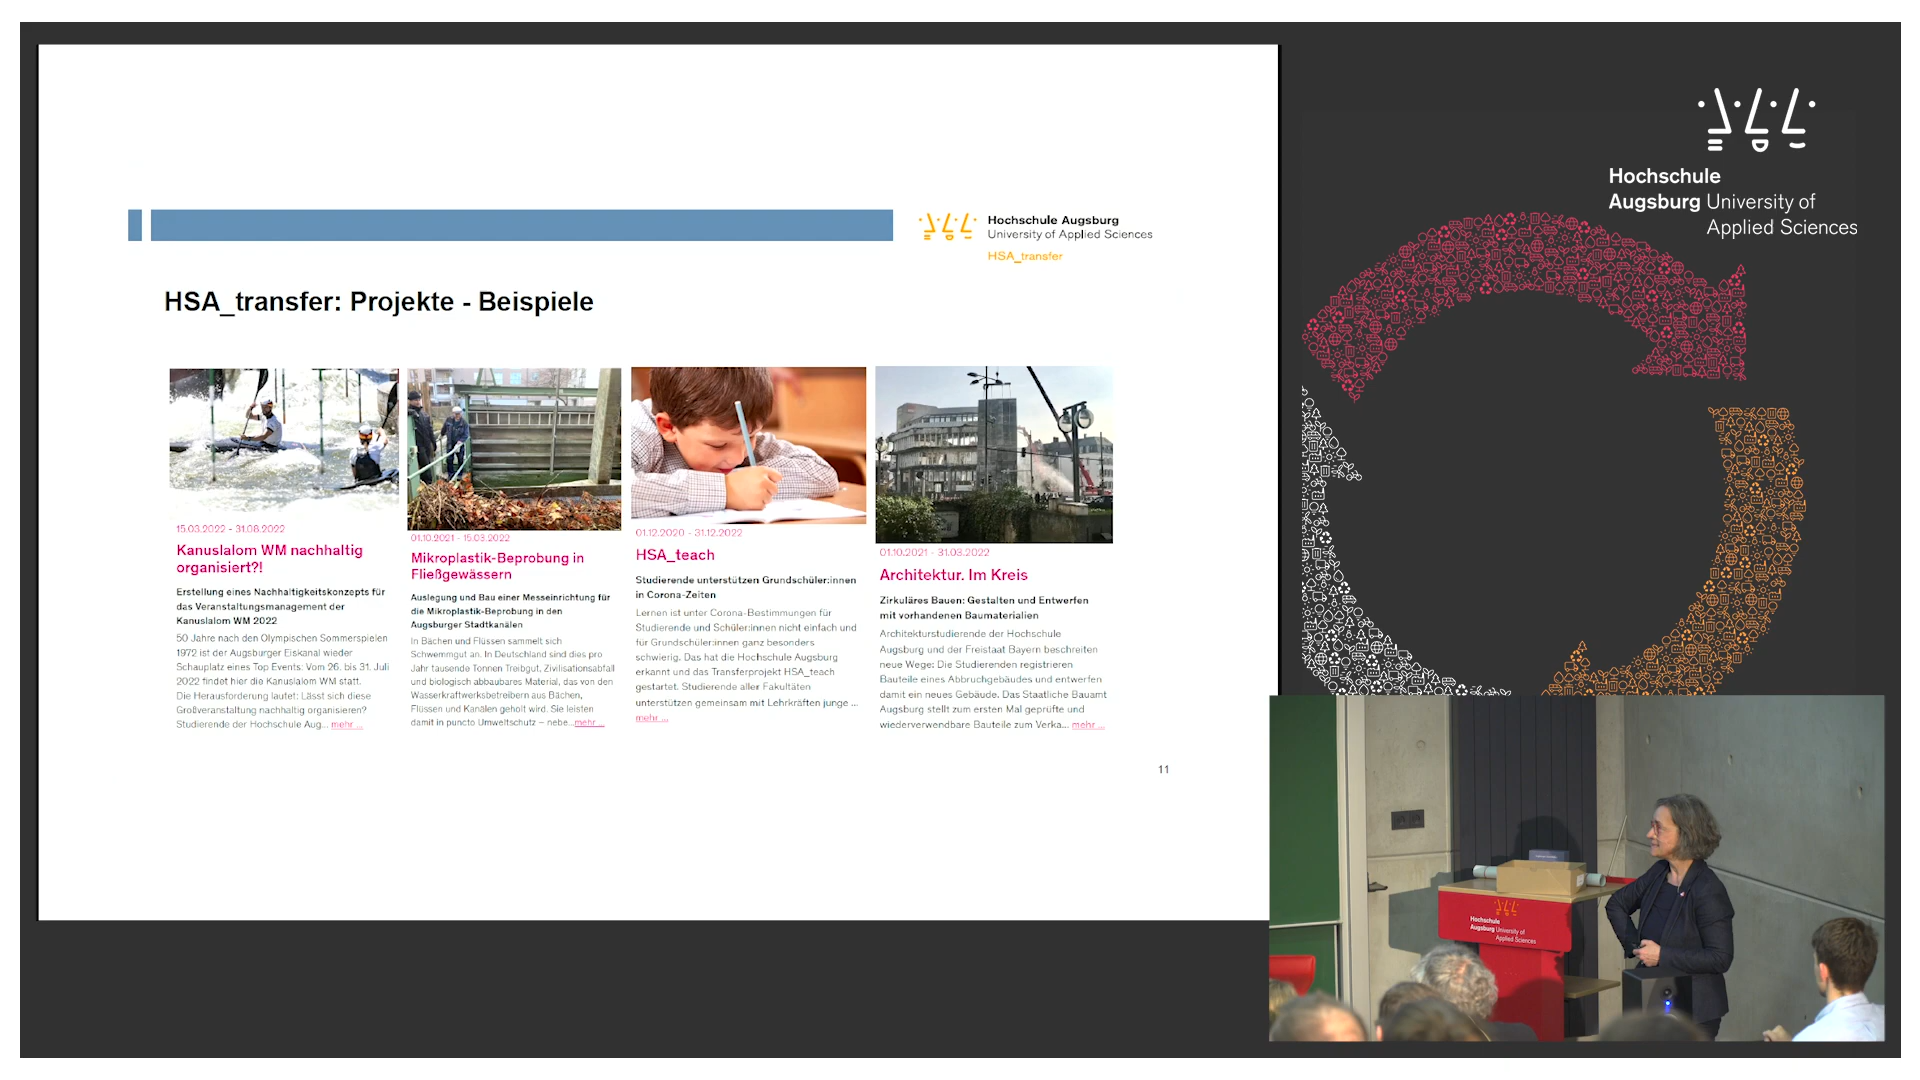 Hochschule
Augsburg University of
Applied Sciences
Hochschule Augsburg
University of Applied Sciences
HSA_transfer
HSA_transfer: Projekte - Beispiele
15.03.2022 - 31.08.2022
Kanuslalom WM nachhaltig
organisiert?!
Erstellung eines Nachhaltigkeitskonzepts für
das Veranstaltungsmanagement der
Kanuslalom WM 2022
50 Jahre nach den Olympischen Sommerspielen
1972 ist der Augsburger Eiskanal wieder
Schauplatz eines Top Events: Vom 26. bis 31. Juli
2022 findet hier die Kanuslalom WM statt.
Die Herausforderung lautet: Lässt sich diese
Großveranstaltung nachhaltig organisieren?
Studierende der Hochschule Aug... mehr ...
01.10.2021 - 15.03.2022
Mikroplastik-Beprobung in
Fließgewässern
Auslegung und Bau einer Messeinrichtung für
die Mikroplastik-Beprobung in den
Augsburger Stadtkanälen
In Bächen und Flüssen sammelt sich
Schwemmgut an. In Deutschland sind dies pro
Jahr tausende Tonnen Treibgut, Zivilisationsabfall
und biologisch abbaubares Material, das von den
Wasserkraftwerksbetreibern aus Bächen,
Flüssen und Kanälen geholt wird. Sie leisten
damit in puncto Umweltschutz – nebe...mehr ...
01.12.2020 - 31.12.2022
HSA_teach
Studierende unterstützen Grundschüler:innen
in Corona-Zeiten
Lernen ist unter Corona-Bestimmungen für
Studierende und Schüler:innen nicht einfach und
für Grundschüler:innen ganz besonders
schwierig. Das hat die Hochschule Augsburg
erkannt und das Transferprojekt HSA_teach
gestartet. Studierende aller Fakultäten
unterstützen gemeinsam mit Lehrkräften junge ...
mehr ...
01.10.2021 - 31.03.2022
Architektur. Im Kreis
Zirkuläres Bauen: Gestalten und Entwerfen
mit vorhandenen Baumaterialien
Architekturstudierende der Hochschule
Augsburg und der Freistaat Bayern beschreiten
neue Wege: Die Studierenden registrieren
Bauteile eines Abbruchgebäudes und entwerfen
damit ein neues Gebäude. Das Staatliche Bauamt
Augsburg stellt zum ersten Mal geprüfte und
wiederverwendbare Bauteile zum Verka... mehr ...
11
Hochschule
Augsburg University of
Applied Sciences